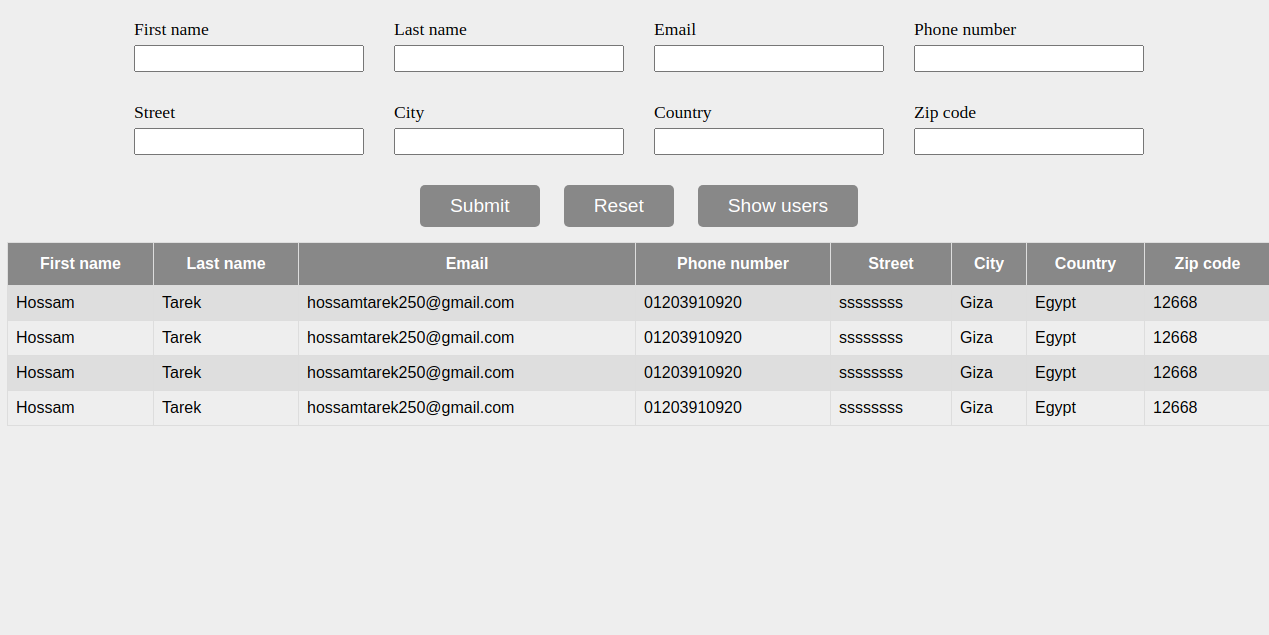 First name Last name Email Phone number
Street City Country Zip code
Submit Reset Show users
First name Last name Email Phone number Street City Country Zip code
Hossam Tarek hossamtarek250@gmail.com 01203910920 ssssssss Giza Egypt 12668
Hossam Tarek hossamtarek250@gmail.com 01203910920 ssssssss Giza Egypt 12668
Hossam Tarek hossamtarek250@gmail.com 01203910920 ssssssss Giza Egypt 12668
Hossam Tarek hossamtarek250@gmail.com 01203910920 ssssssss Giza Egypt 12668